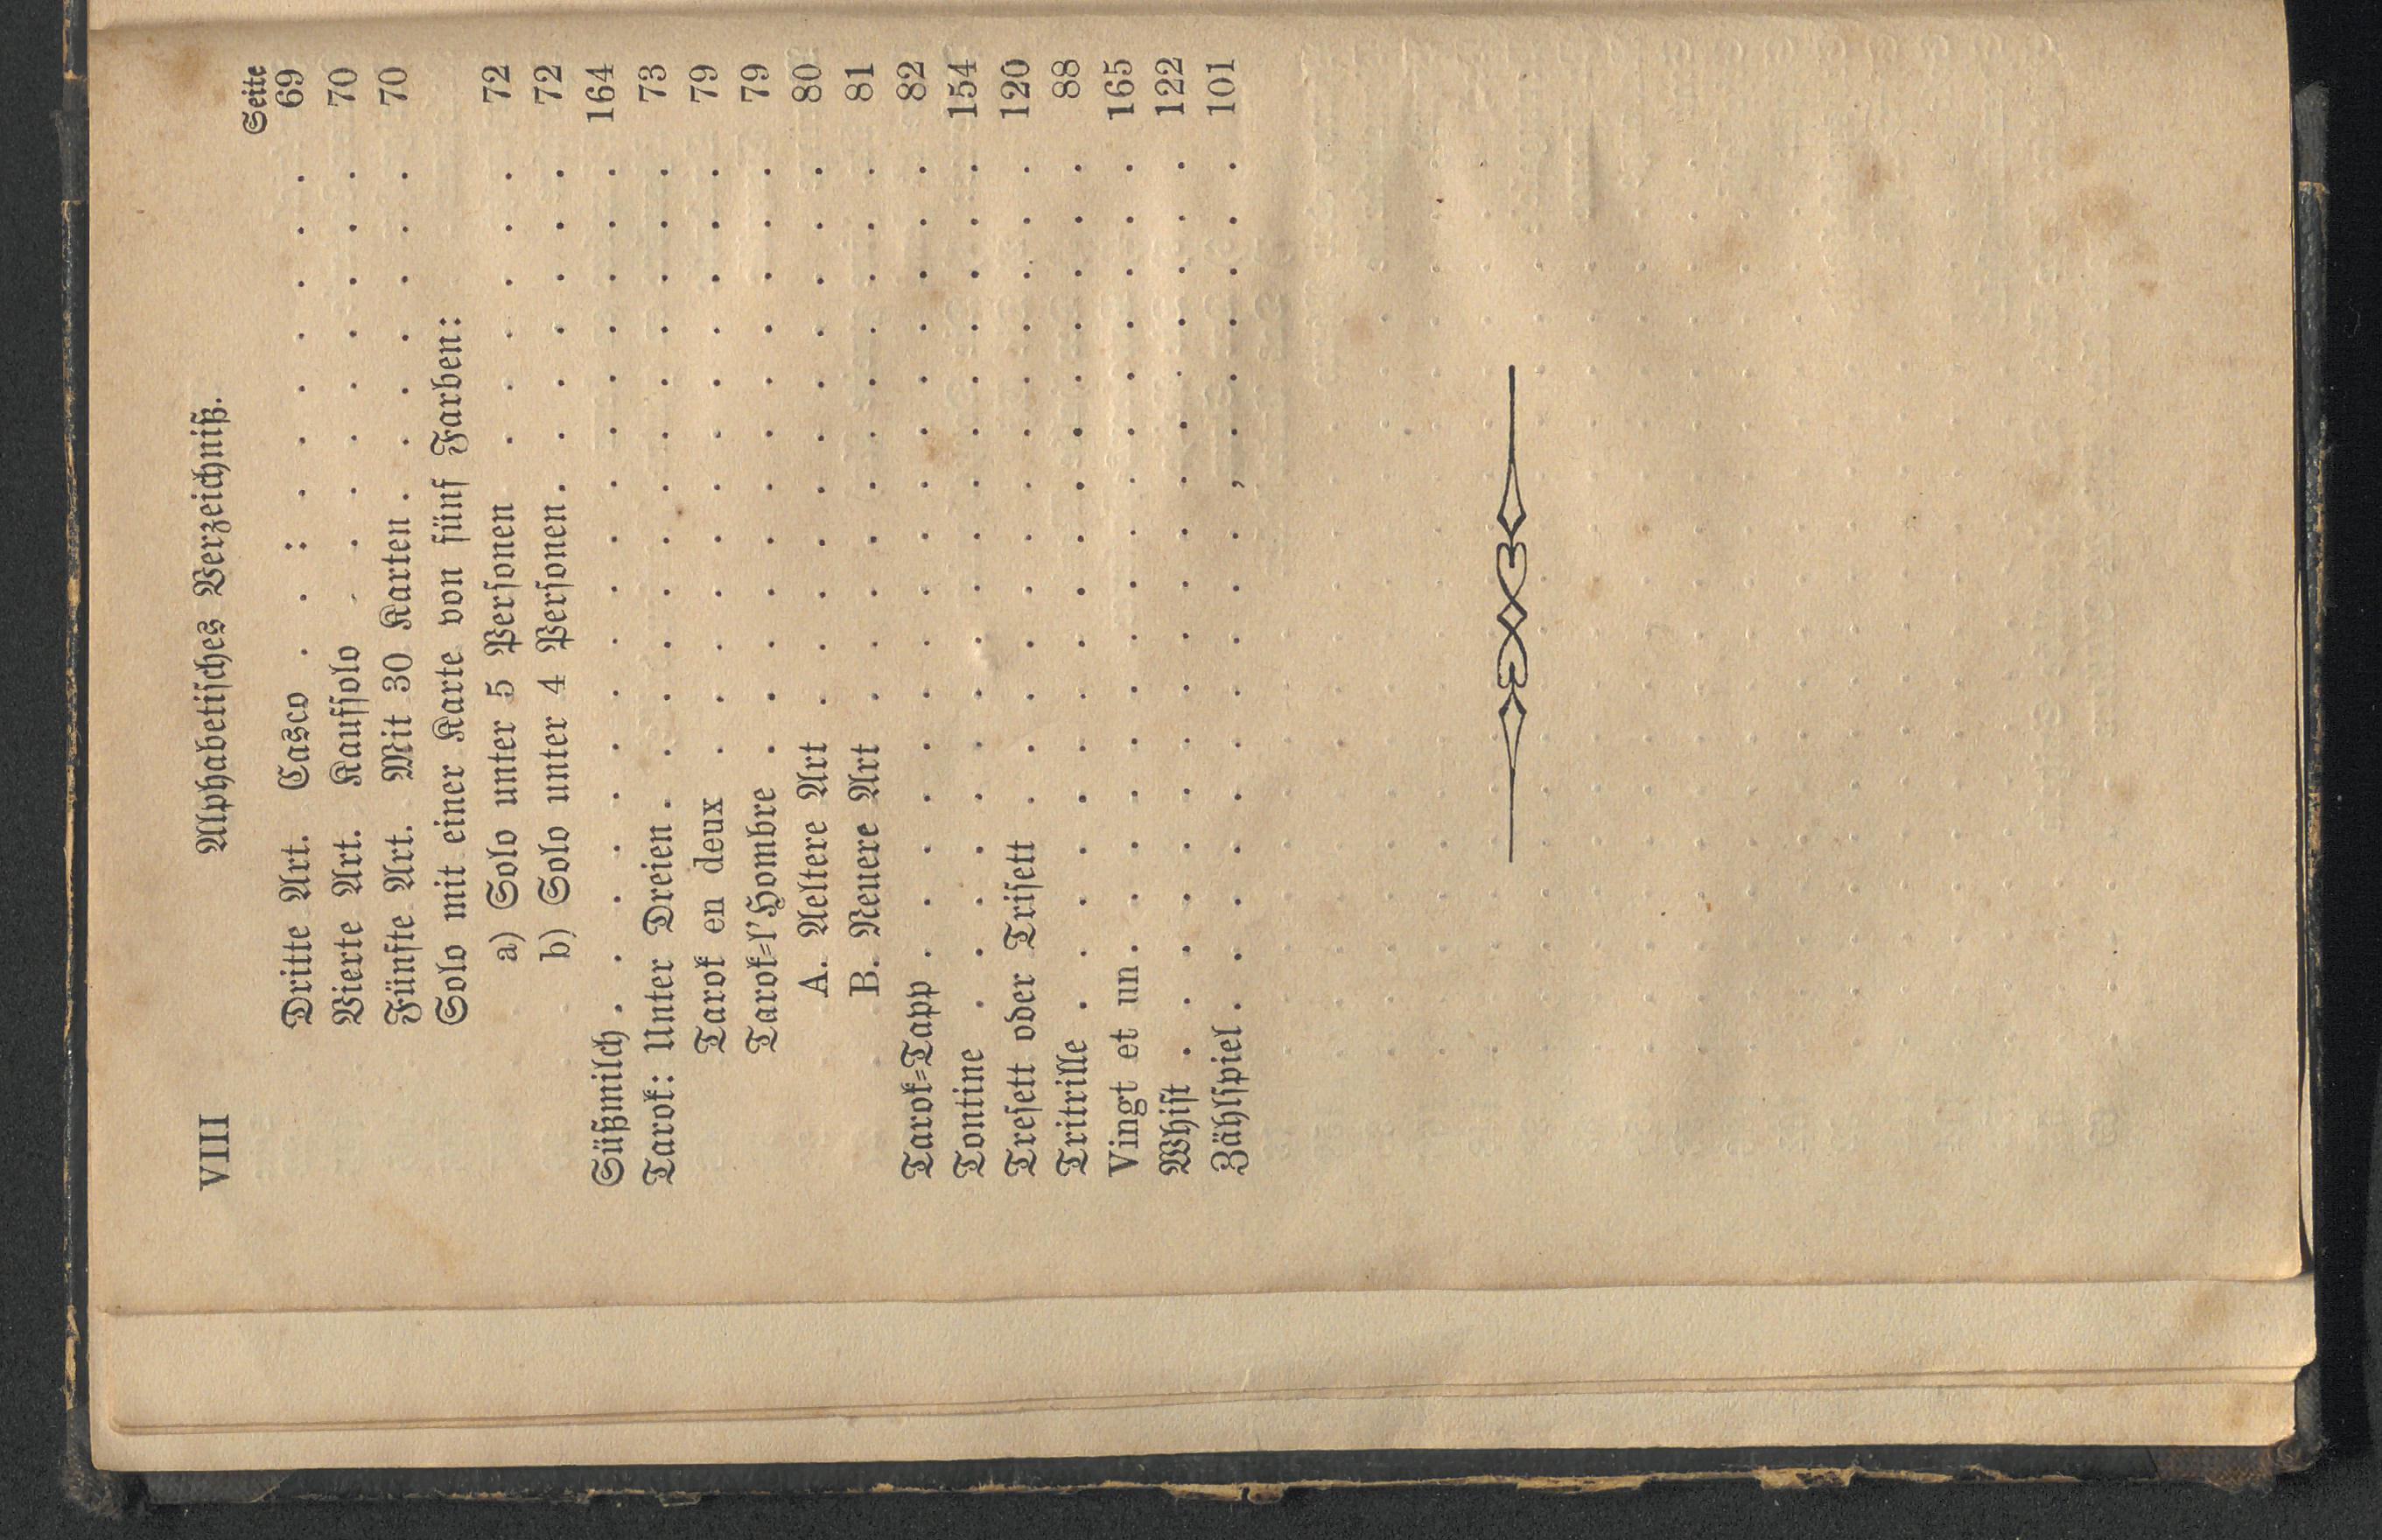 VIII Alphabetisches Verzeichniß.
Seite
Dritte Art. Casco . . : . . . . . . . 69
Vierte Art. Kaufsolo . . . . . . . . . 70
Fünfte Art. Mit 30 Karten . . . . . . . 70
Solo mit einer Karte von fünf Farben:
a) Solo unter 5 Personen . . . . . . 72
b) Solo unter 4 Personen . . . . . . . 72
Süßmilch . . . . . . . . . . . . . . . . . 164
Tarok: Unter Dreien . . . . . . . . . . . . . 73
Tarok en deux . . . . . . . . . . . . 79
Tarok=l'Hombre . . . . . . . . . . . . 79
A. Aeltere Art . . . . . . . . . . . 80
B. Neuere Art . . . . . . . . . . . 81
Tarok=Tapp . . . . . . . . . . . . . . . . 82
Tontine . . . . . . . . . . . . . . . . . 154
Tresett oder Trisett . . . . . . . . . . . . . 120
Tritrille . . . . . . . . . . . . . . . . . 88
Vingt et un . . . . . . . . . . . . . . . . 165
Whist . . . . . . . . . . . . . . . . . . 122
Zählspiel . . . . . . . . . . , . . . . . . 101